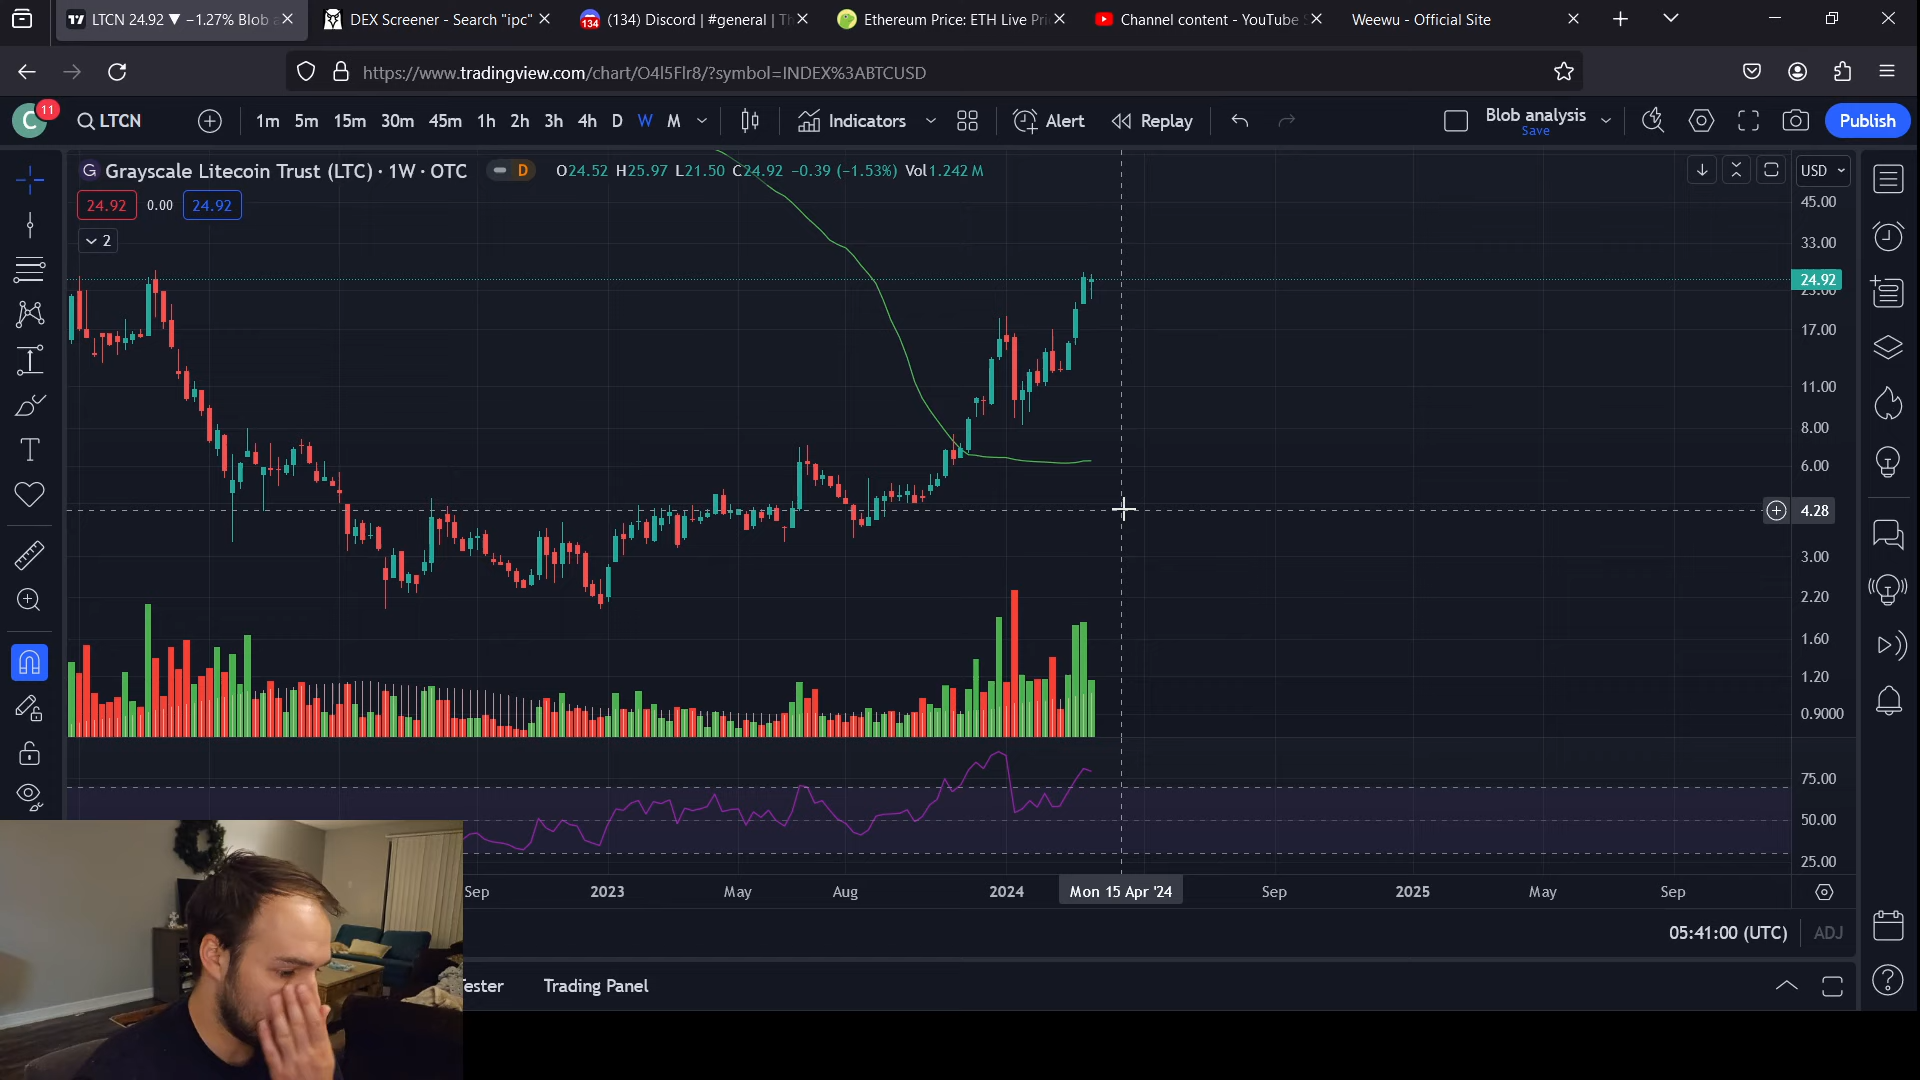 LTCN 24.92 ▼ −1.27% Blob a
DEX Screener - Search "ipc"
134
(134) Discord | #general | Th
Ethereum Price: ETH Live Pri
Channel content - YouTube S
Weewu - Official Site
https://www.tradingview.com/chart/O4l5Flr8/?symbol=INDEX%3ABTCUSD
C 11
LTCN
1m 5m 15m 30m 45m 1h 2h 3h 4h D W M
Indicators
Alert
Replay
Blob analysis
Save
Publish
G Grayscale Litecoin Trust (LTC) · 1W · OTC
D
O24.52 H25.97 L21.50 C24.92 −0.39 (−1.53%) Vol1.242 M
USD
24.92 0.00 24.92
2
45.00
33.00
24.92
23.00
17.00
11.00
8.00
6.00
4.28
3.00
2.20
1.60
1.20
0.9000
75.00
50.00
25.00
Sep 2023 May Aug 2024 Mon 15 Apr '24 Sep 2025 May Sep
05:41:00 (UTC) ADJ
ester
Trading Panel